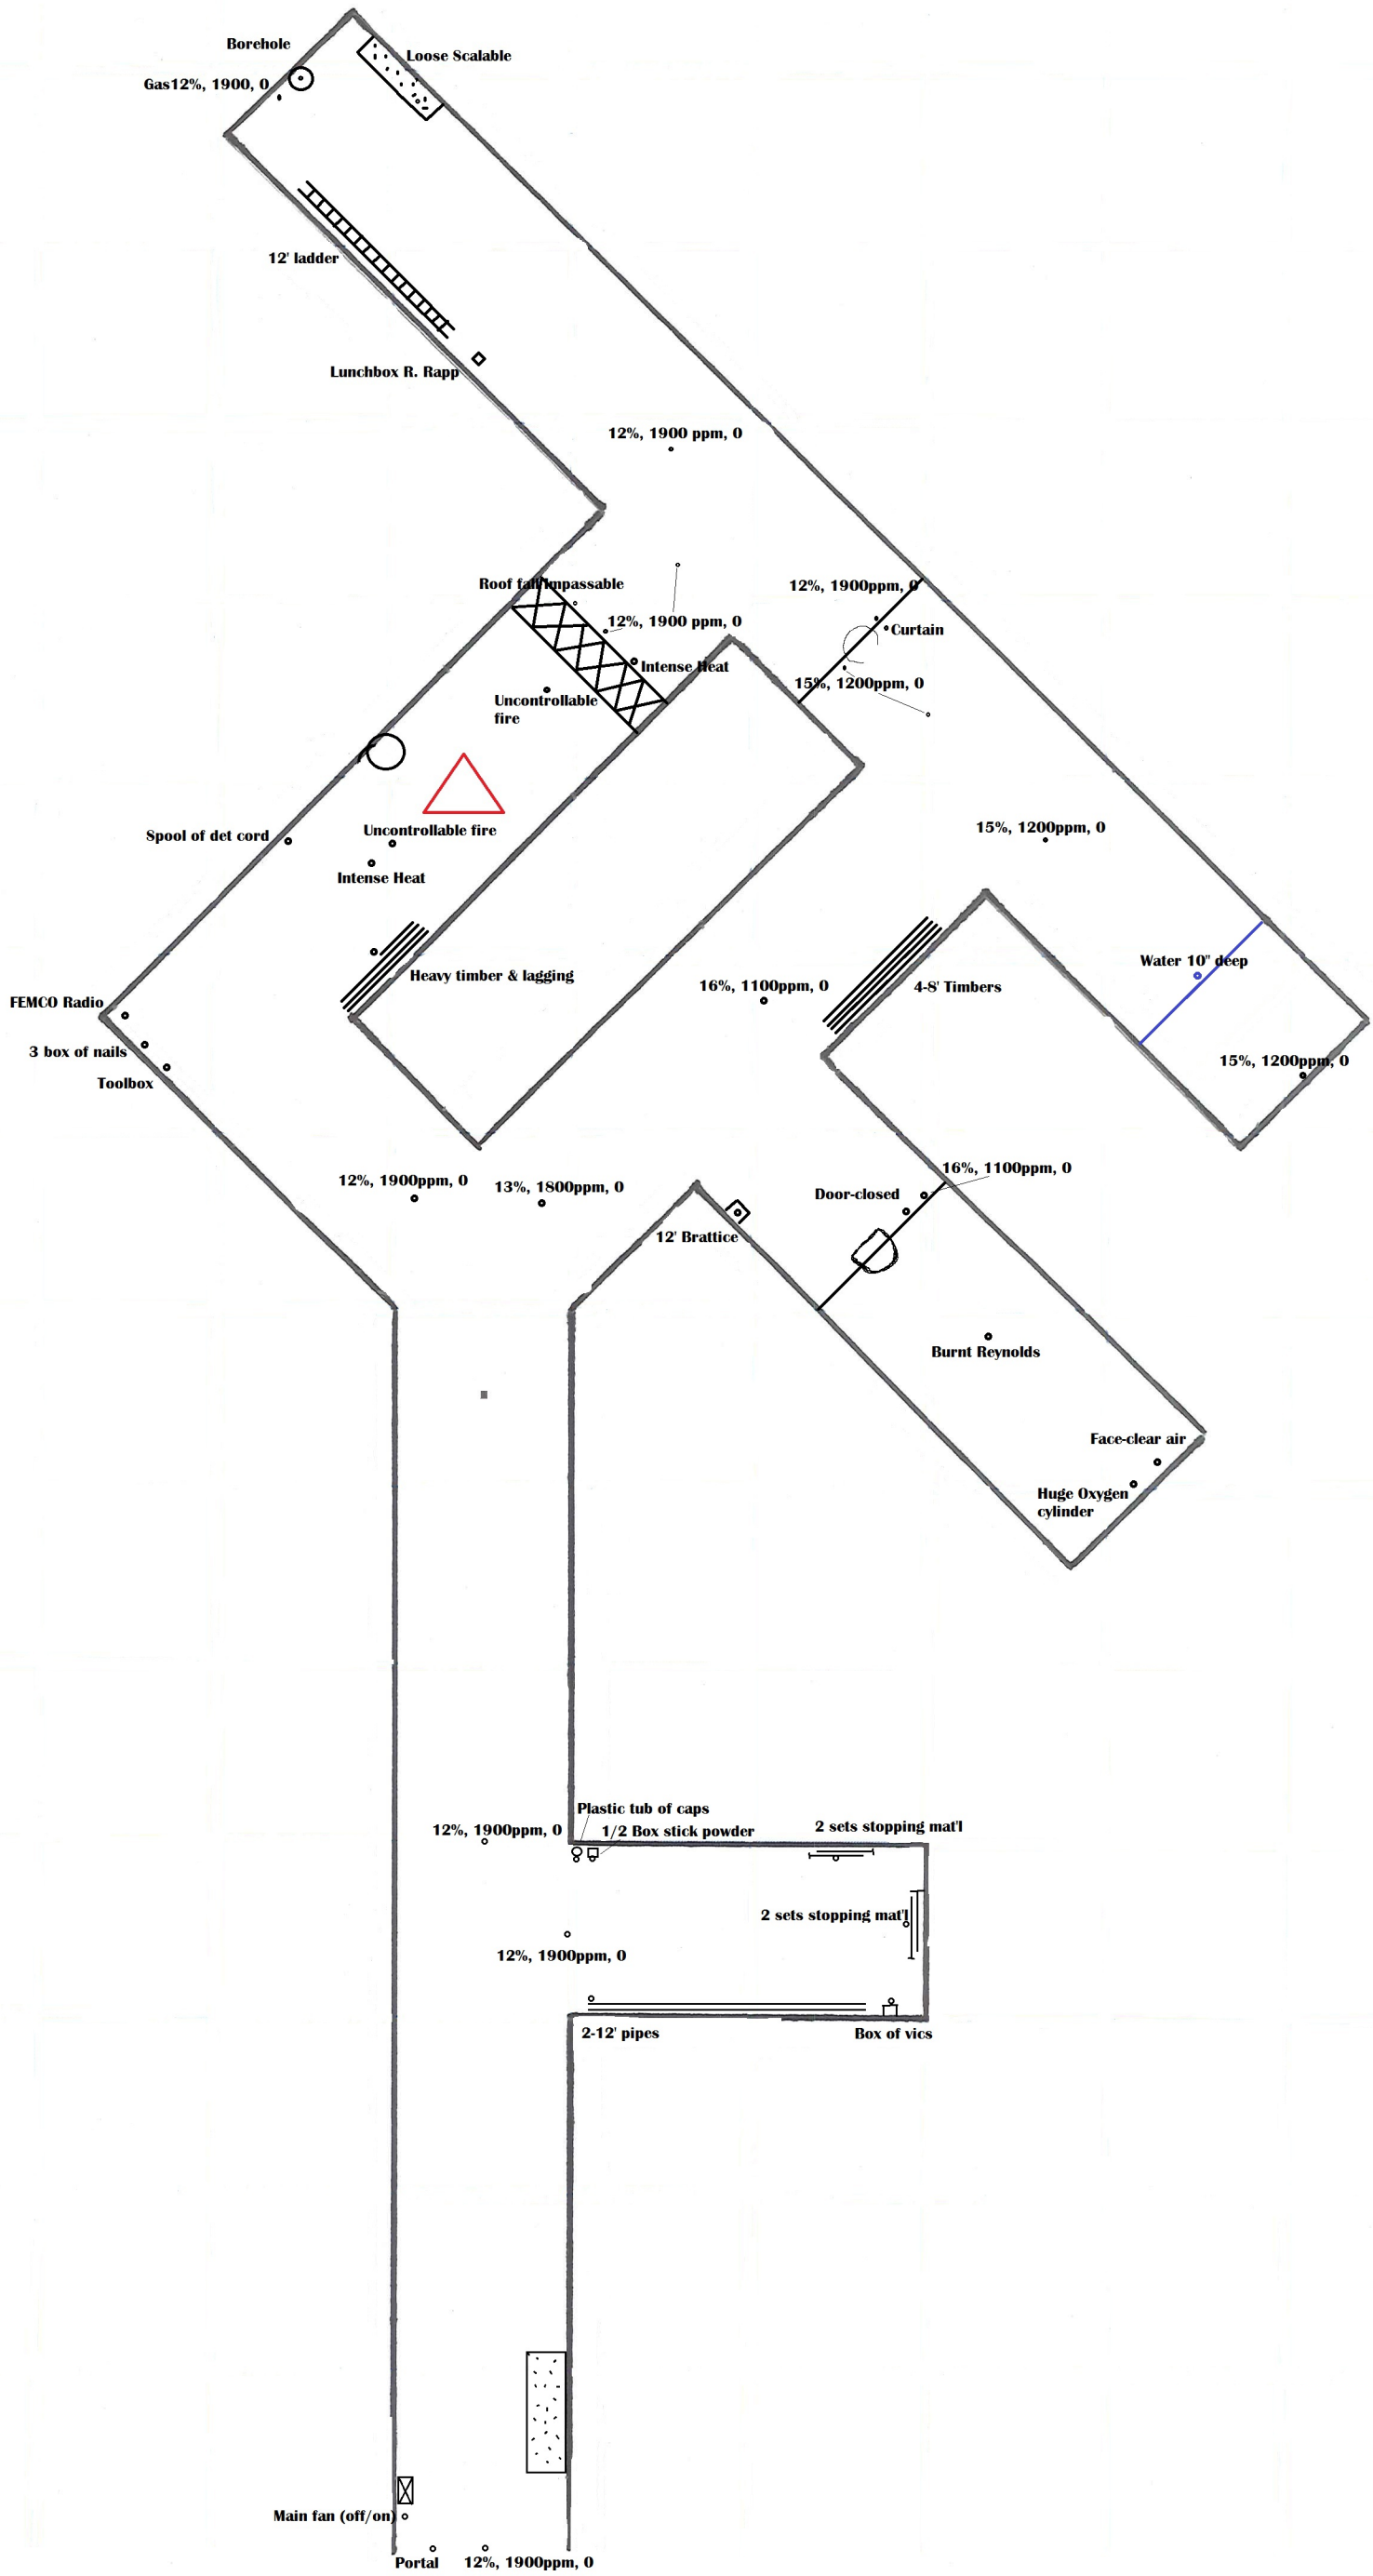 Borehole
Loose Scalable
Gas12%, 1900, 0
12' ladder
Lunchbox R. Rapp
12%, 1900 ppm, 0
Roof fall Impassable
12%, 1900ppm, 0
12%, 1900 ppm, 0
Curtain
Intense Heat
15%, 1200ppm, 0
Uncontrollable
fire
15%, 1200ppm, 0
Uncontrollable fire
Spool of det cord
Intense Heat
Water 10" deep
Heavy timber & lagging
16%, 1100ppm, 0
4-8' Timbers
FEMCO Radio
3 box of nails
15%, 1200ppm, 0
Toolbox
16%, 1100ppm, 0
12%, 1900ppm, 0
13%, 1800ppm, 0
Door-closed
12' Brattice
Burnt Reynolds
Face-clear air
Huge Oxygen
cylinder
Plastic tub of caps
12%, 1900ppm, 0
1/2 Box stick powder
2 sets stopping mat'l
2 sets stopping mat'l
12%, 1900ppm, 0
2-12' pipes
Box of vics
Main fan (off/on)
Portal
12%, 1900ppm, 0